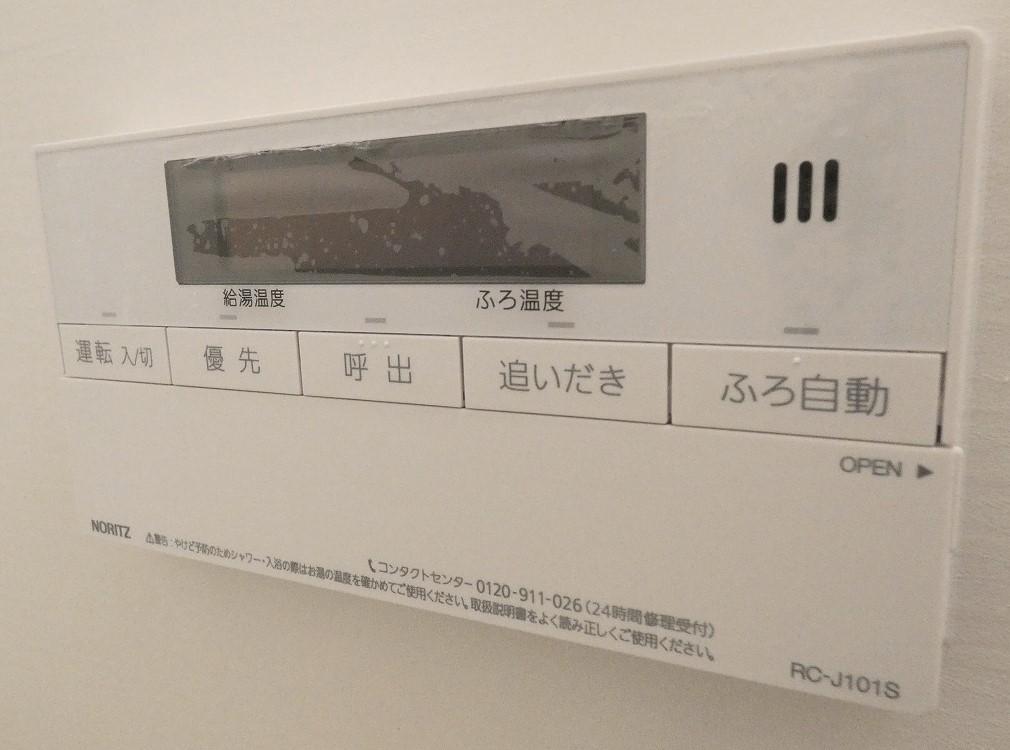 給湯温度 ふろ温度
運転 入/切 優先 呼出 追いだき ふろ自動
OPEN ▶
NORITZ コンタクトセンター 0120-911-026(24時間修理受付)
⚠警告:やけど予防のためシャワー・入浴の際はお湯の温度を確かめてご使用ください。取扱説明書をよく読み正しくご使用ください。
RC-J101S